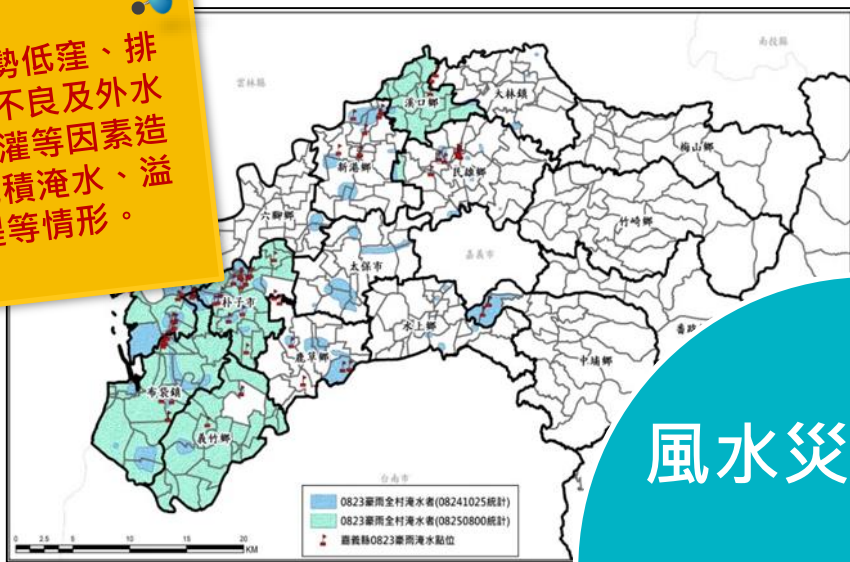 勢低窪、排
不良及外水
灌等因素造
積淹水、溢
等情形。
南投縣
雲林縣
溪口鄉
大林鎮
梅山鄉
新港鄉
民雄鄉
竹崎鄉
六腳鄉
嘉義市
太保市
朴子市
水上鄉
番路
鹿草鄉
中埔鄉
布袋鎮
義竹鄉
台南市
風水災
0823豪雨全村淹水者(08241025統計)
0823豪雨全村淹水者(08250800統計)
嘉義縣0823豪雨淹水點位
0 2.5 5 10 15 20
KM